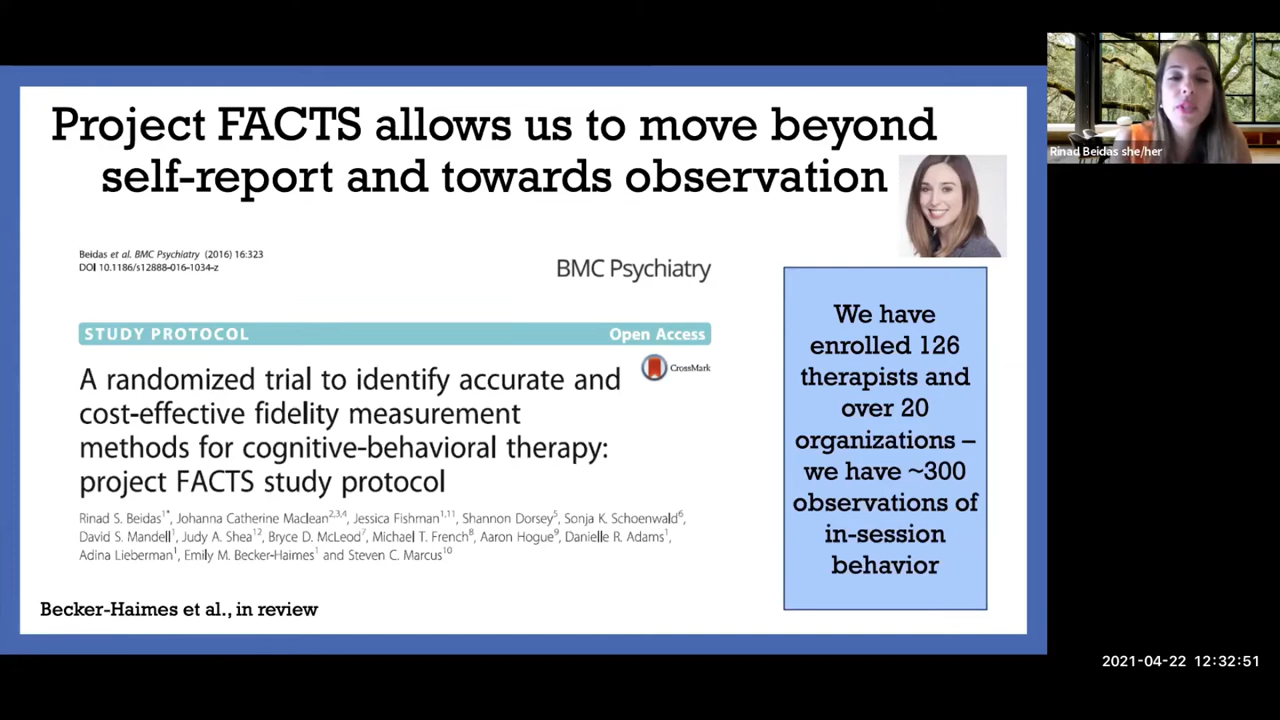 Project FACTS allows us to move beyond
self-report and towards observation
Rinad Beidas she/her
Beidas et al. BMC Psychiatry (2016) 16:323
DOI 10.1186/s12888-016-1034-z
BMC Psychiatry
STUDY PROTOCOL
Open Access
CrossMark
A randomized trial to identify accurate and
cost-effective fidelity measurement
methods for cognitive-behavioral therapy:
project FACTS study protocol
Rinad S. Beidas1*, Johanna Catherine Maclean2,3,4, Jessica Fishman1,11, Shannon Dorsey5, Sonja K. Schoenwald6,
David S. Mandell1, Judy A. Shea12, Bryce D. McLeod7, Michael T. French8, Aaron Hogue9, Danielle R. Adams1,
Adina Lieberman1, Emily M. Becker-Haimes1 and Steven C. Marcus10
We have
enrolled 126
therapists and
over 20
organizations –
we have ~300
observations of
in-session
behavior
Becker-Haimes et al., in review
2021-04-22 12:32:51